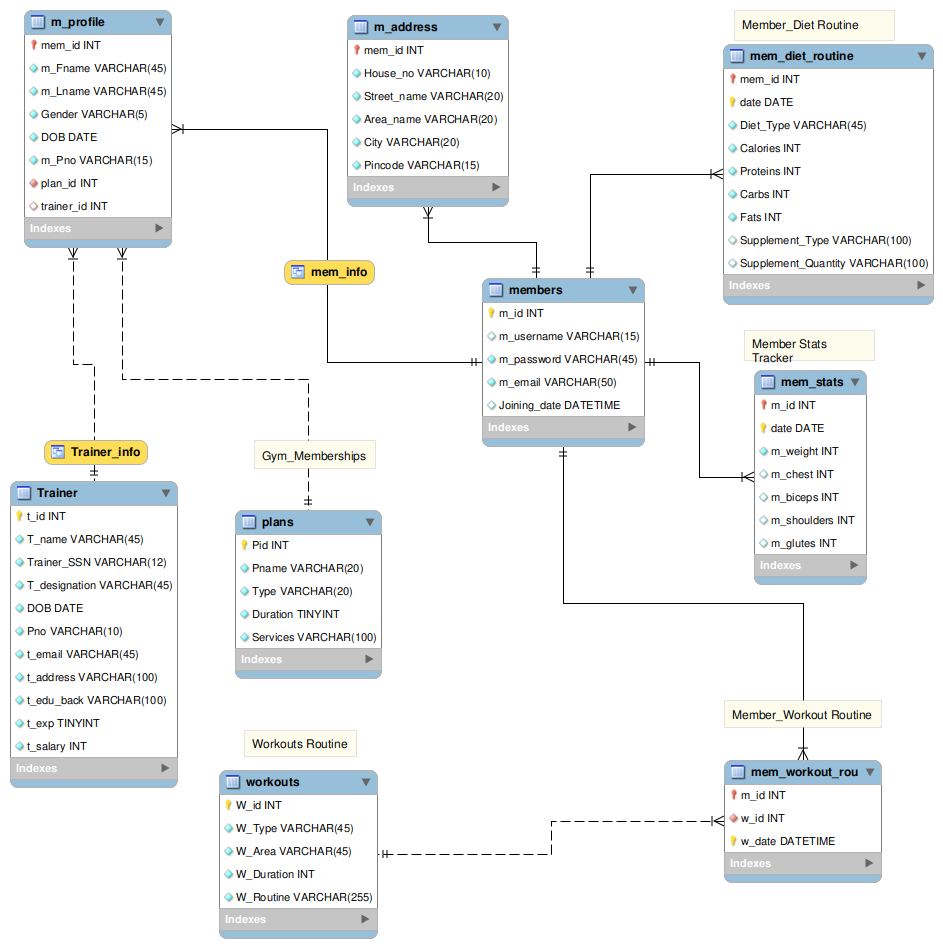 m_profile
mem_id INT
m_Fname VARCHAR(45)
m_Lname VARCHAR(45)
Gender VARCHAR(5)
DOB DATE
m_Pno VARCHAR(15)
plan_id INT
trainer_id INT
Indexes
m_address
mem_id INT
House_no VARCHAR(10)
Street_name VARCHAR(20)
Area_name VARCHAR(20)
City VARCHAR(20)
Pincode VARCHAR(15)
Indexes
Member_Diet Routine
mem_diet_routine
mem_id INT
date DATE
Diet_Type VARCHAR(45)
Calories INT
Proteins INT
Carbs INT
Fats INT
Supplement_Type VARCHAR(100)
Supplement_Quantity VARCHAR(100)
Indexes
mem_info
members
m_id INT
m_username VARCHAR(15)
m_password VARCHAR(45)
m_email VARCHAR(50)
Joining_date DATETIME
Indexes
Member Stats
Tracker
mem_stats
m_id INT
date DATE
m_weight INT
m_chest INT
m_biceps INT
m_shoulders INT
m_glutes INT
Indexes
Trainer_info
Trainer
t_id INT
T_name VARCHAR(45)
Trainer_SSN VARCHAR(12)
T_designation VARCHAR(45)
DOB DATE
Pno VARCHAR(10)
t_email VARCHAR(45)
t_address VARCHAR(100)
t_edu_back VARCHAR(100)
t_exp TINYINT
t_salary INT
Indexes
Gym_Memberships
plans
Pid INT
Pname VARCHAR(20)
Type VARCHAR(20)
Duration TINYINT
Services VARCHAR(100)
Indexes
Workouts Routine
workouts
W_id INT
W_Type VARCHAR(45)
W_Area VARCHAR(45)
W_Duration INT
W_Routine VARCHAR(255)
Indexes
Member_Workout Routine
mem_workout_rou
m_id INT
w_id INT
w_date DATETIME
Indexes